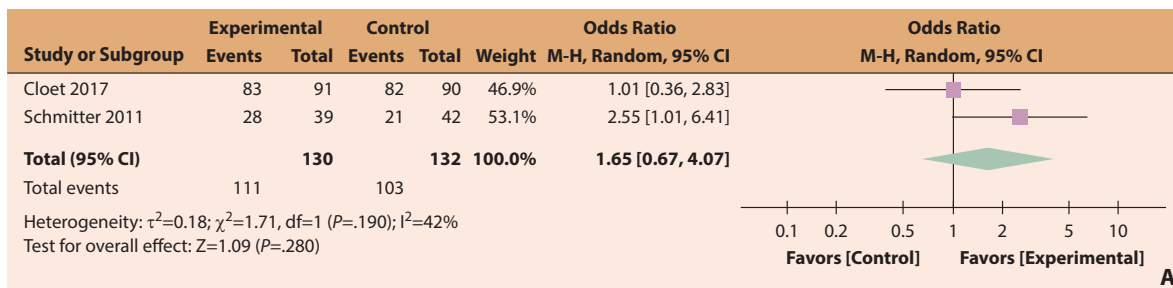 Experimental Control Odds Ratio Odds Ratio
Study or Subgroup Events Total Events Total Weight M-H, Random, 95% CI M-H, Random, 95% CI
Cloet 2017 83 91 82 90 46.9% 1.01 [0.36, 2.83]
Schmitter 2011 28 39 21 42 53.1% 2.55 [1.01, 6.41]
Total (95% CI) 130 132 100.0% 1.65 [0.67, 4.07]
Total events 111 103
Heterogeneity: τ²=0.18; χ²=1.71, df=1 (P=.190); I²=42%
Test for overall effect: Z=1.09 (P=.280)
0.1 0.2 0.5 1 2 5 10
Favors [Control] Favors [Experimental]
A